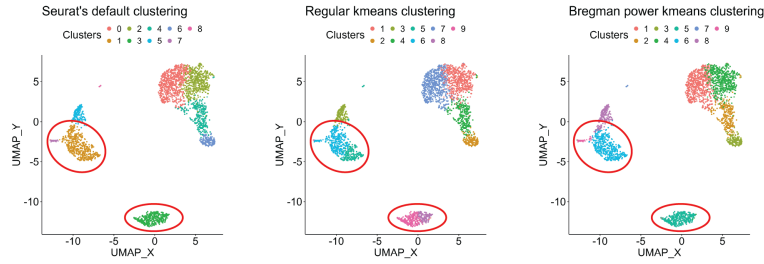 Seurat's default clustering
Clusters 0 2 4 6 8
1 3 5 7
5
0
-5
-10
UMAP_Y
-10 -5 0 5
UMAP_X
Regular kmeans clustering
Clusters 1 3 5 7 9
2 4 6 8
5
0
-5
-10
UMAP_Y
-10 -5 0 5
UMAP_X
Bregman power kmeans clustering
Clusters 1 3 5 7 9
2 4 6 8
5
0
-5
-10
UMAP_Y
-10 -5 0 5
UMAP_X